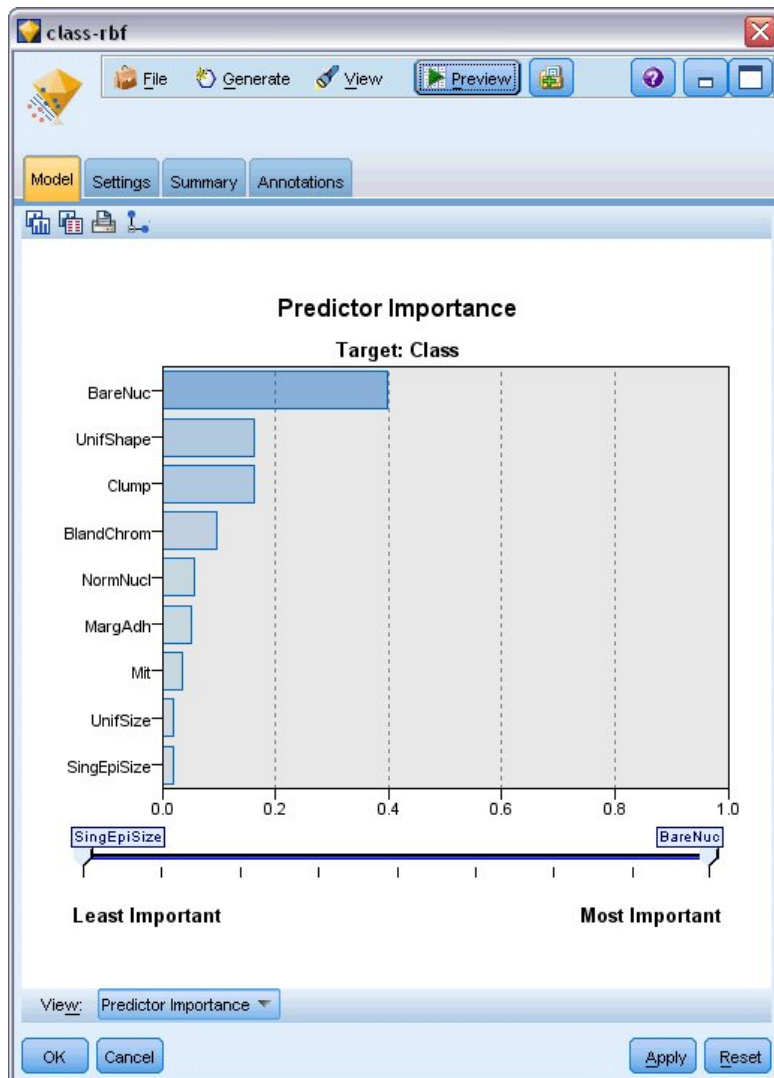 class-rbf
File Generate View Preview
Model Settings Summary Annotations
Predictor Importance
Target: Class
BareNuc
UnifShape
Clump
BlandChrom
NormNucl
MargAdh
Mit
UnifSize
SingEpiSize
0.0 0.2 0.4 0.6 0.8 1.0
SingEpiSize BareNuc
Least Important Most Important
View: Predictor Importance
OK Cancel Apply Reset